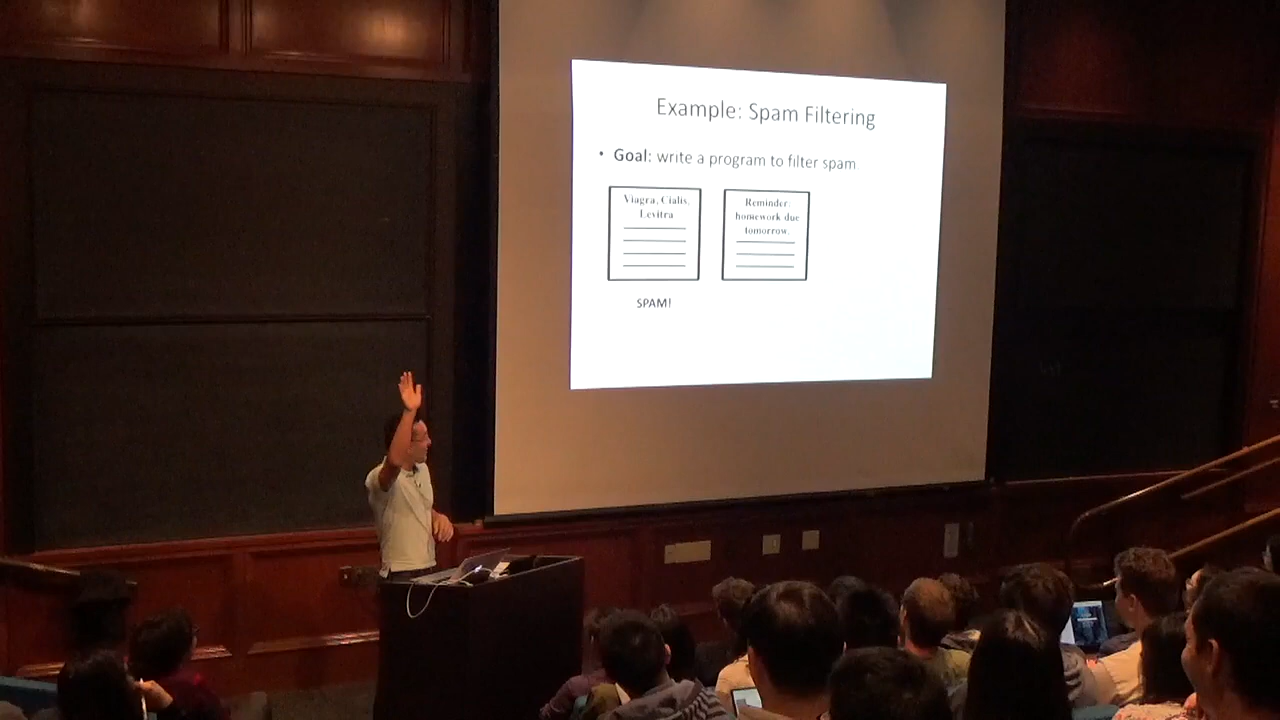 Example: Spam Filtering
• Goal: write a program to filter spam.
Viagra, Cialis,
Levitra
Reminder:
homework due
tomorrow.
SPAM!